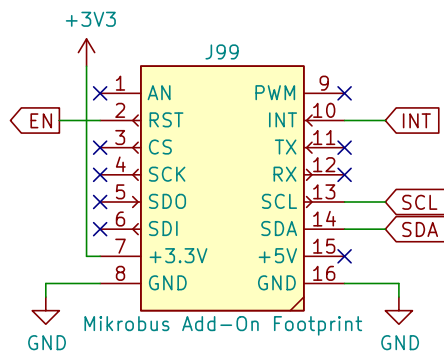 +3V3
J99
1 AN PWM 9
EN 2 RST INT 10 INT
3 CS TX 11
4 SCK RX 12
5 SDO SCL 13 SCL
6 SDI SDA 14 SDA
7 +3.3V +5V 15
8 GND GND 16
Mikrobus Add-On Footprint
GND GND